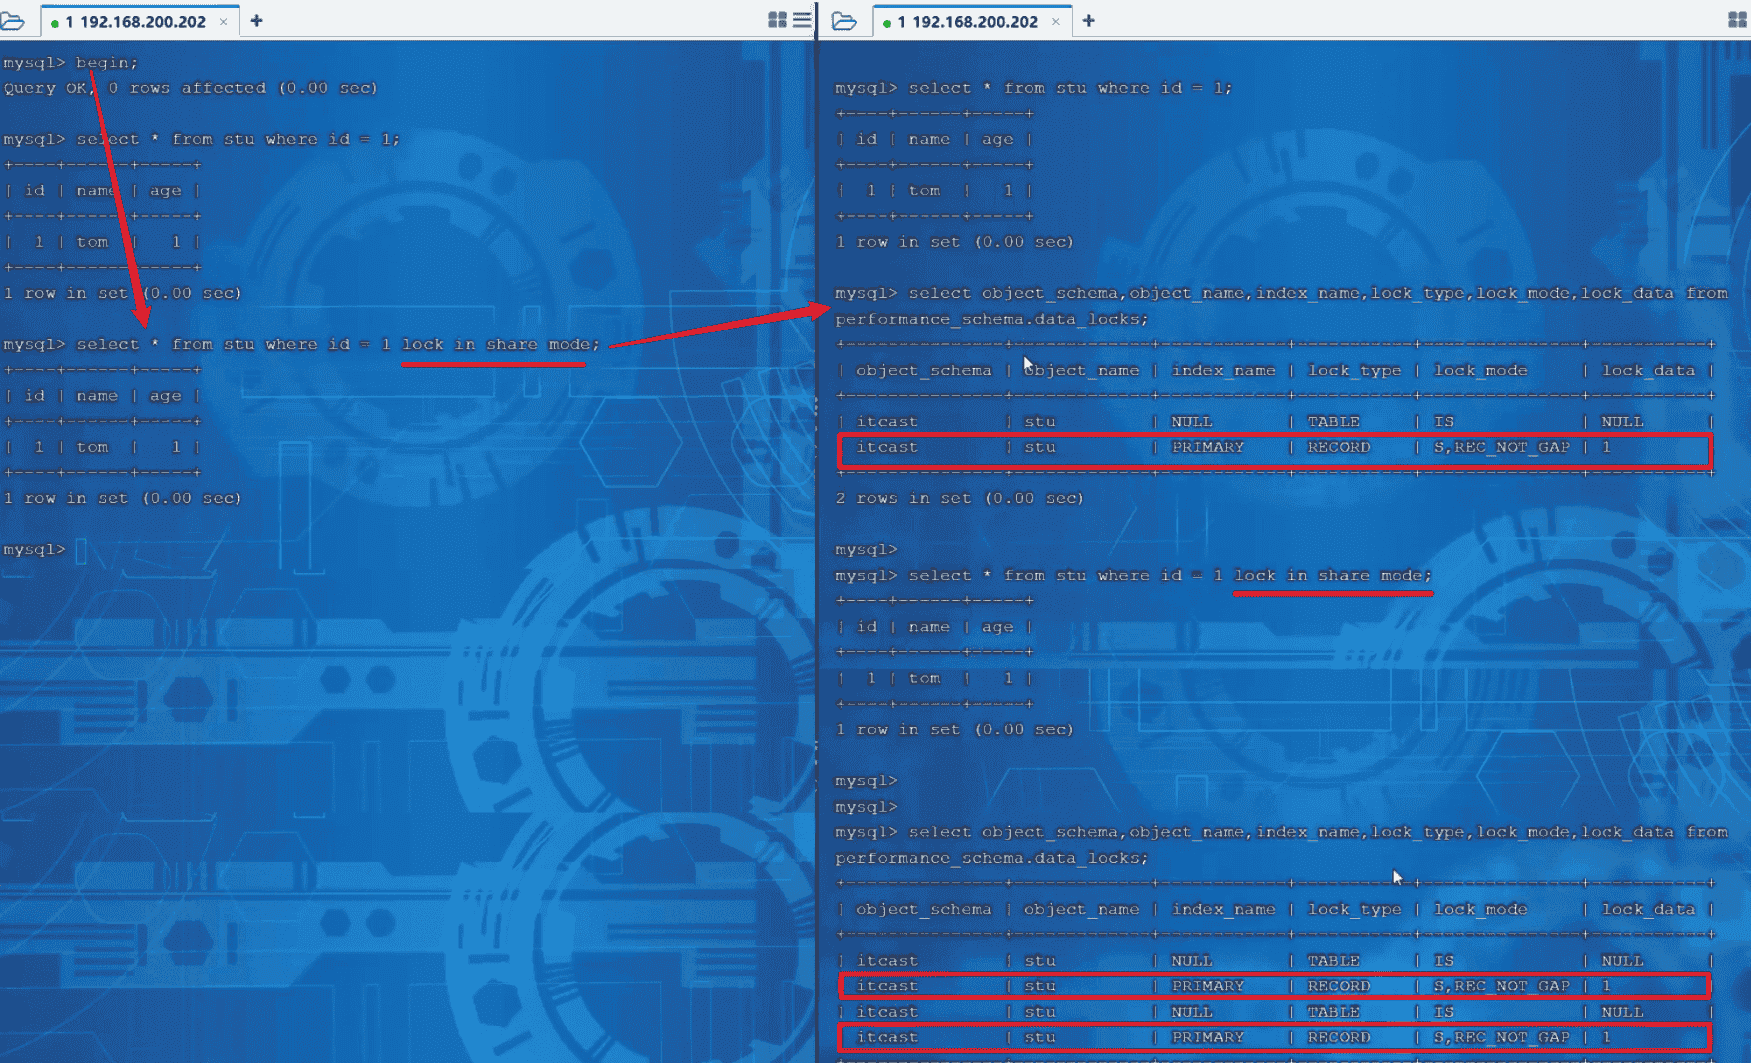 1 192.168.200.202 × +
mysql> begin;
Query OK, 0 rows affected (0.00 sec)
mysql> select * from stu where id = 1;
+----+------+-----+
| id | name | age |
+----+------+-----+
|  1 | tom  |   1 |
+----+------+-----+
1 row in set (0.00 sec)
mysql> select * from stu where id = 1 lock in share mode;
+----+------+-----+
| id | name | age |
+----+------+-----+
|  1 | tom  |   1 |
+----+------+-----+
1 row in set (0.00 sec)
mysql>
1 192.168.200.202 × +
mysql> select * from stu where id = 1;
+----+------+-----+
| id | name | age |
+----+------+-----+
|  1 | tom  |   1 |
+----+------+-----+
1 row in set (0.00 sec)
mysql> select object_schema,object_name,index_name,lock_type,lock_mode,lock_data from
performance_schema.data_locks;
+---------------+-------------+------------+-----------+---------------+-----------+
| object_schema | object_name | index_name | lock_type | lock_mode     | lock_data |
+---------------+-------------+------------+-----------+---------------+-----------+
| itcast        | stu         | NULL       | TABLE     | IS            | NULL      |
| itcast        | stu         | PRIMARY    | RECORD    | S,REC_NOT_GAP | 1         |
+---------------+-------------+------------+-----------+---------------+-----------+
2 rows in set (0.00 sec)
mysql>
mysql> select * from stu where id = 1 lock in share mode;
+----+------+-----+
| id | name | age |
+----+------+-----+
|  1 | tom  |   1 |
+----+------+-----+
1 row in set (0.00 sec)
mysql>
mysql>
mysql> select object_schema,object_name,index_name,lock_type,lock_mode,lock_data from
performance_schema.data_locks;
+---------------+-------------+------------+-----------+---------------+-----------+
| object_schema | object_name | index_name | lock_type | lock_mode     | lock_data |
+---------------+-------------+------------+-----------+---------------+-----------+
| itcast        | stu         | NULL       | TABLE     | IS            | NULL      |
| itcast        | stu         | PRIMARY    | RECORD    | S,REC_NOT_GAP | 1         |
| itcast        | stu         | NULL       | TABLE     | IS            | NULL      |
| itcast        | stu         | PRIMARY    | RECORD    | S,REC_NOT_GAP | 1         |